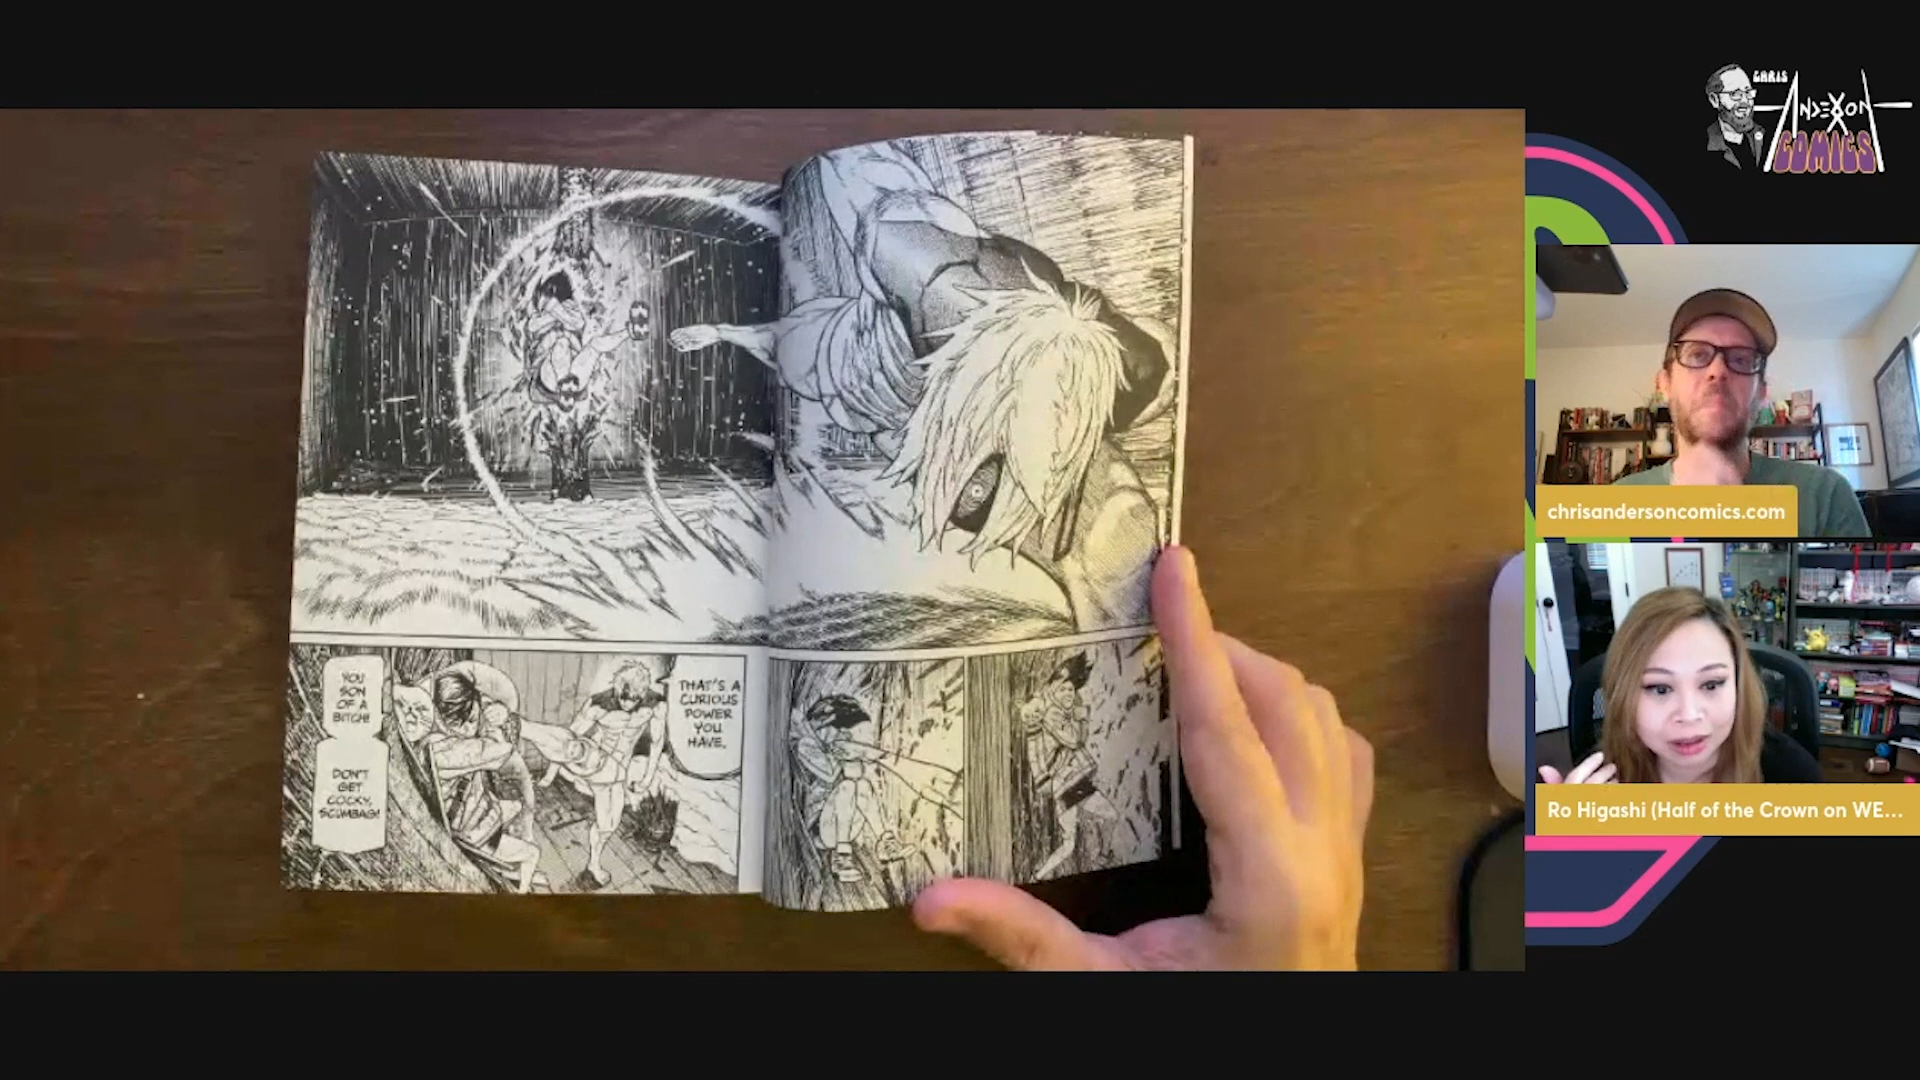 CHRIS
ANDERSON
COMICS
YOU
SON
OF A
BITCH!
DON'T
GET
COCKY,
SCUMBAG!
THAT'S A
CURIOUS
POWER
YOU
HAVE.
chrisandersoncomics.com
Ro Higashi (Half of the Crown on WE...